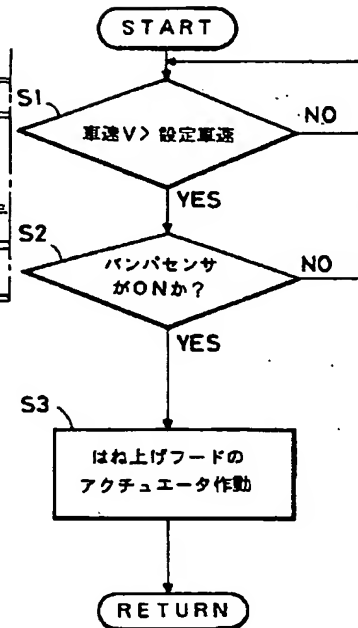 START
S1
車速V> 設定車速
NO
YES
S2
バンパセンサ
がONか?
NO
YES
S3
はね上げフードの
アクチュエータ作動
RETURN